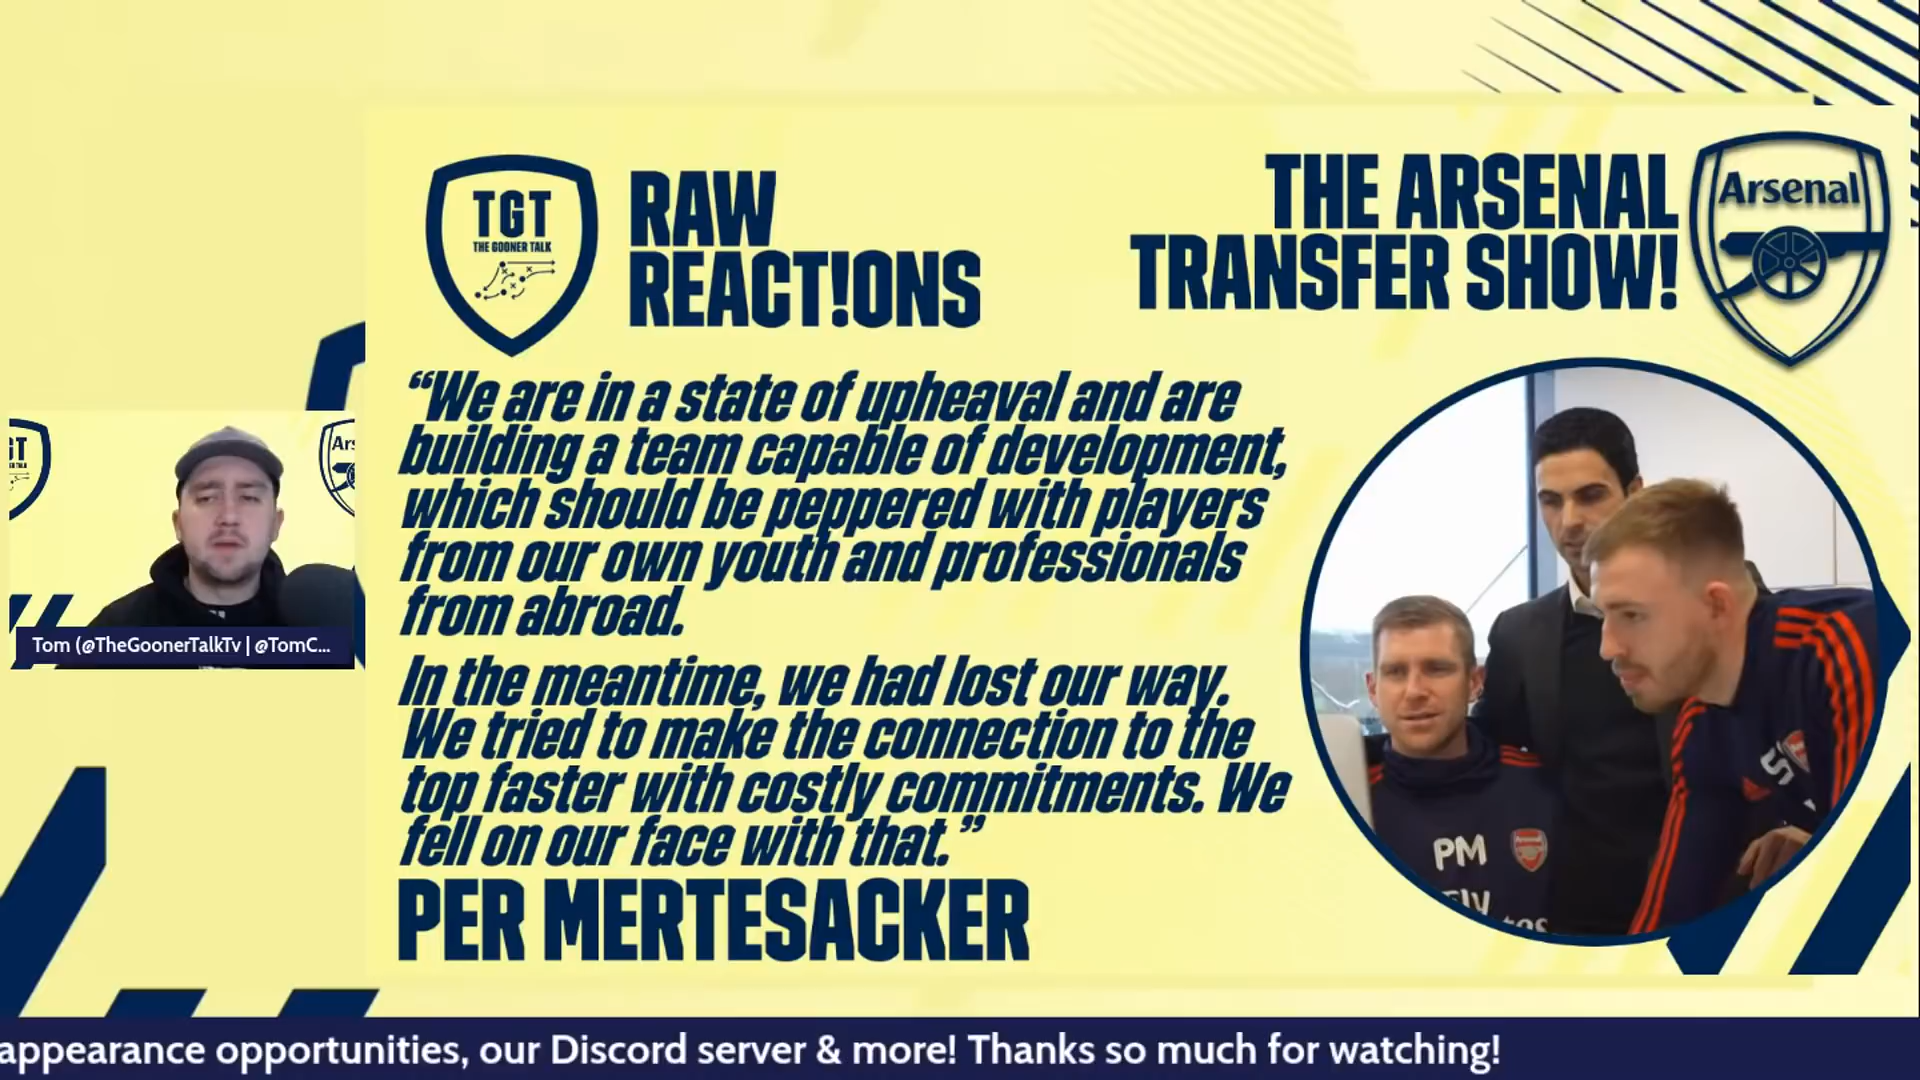 TGT
THE GOONER TALK
RAW
REACT!ONS
THE ARSENAL
TRANSFER SHOW!
Arsenal
“We are in a state of upheaval and are
building a team capable of development,
which should be peppered with players
from our own youth and professionals
from abroad.
In the meantime, we had lost our way.
We tried to make the connection to the
top faster with costly commitments. We
fell on our face with that.”
PER MERTESACKER
Tom (@TheGoonerTalkTv | @TomC...
PM
appearance opportunities, our Discord server & more! Thanks so much for watching!